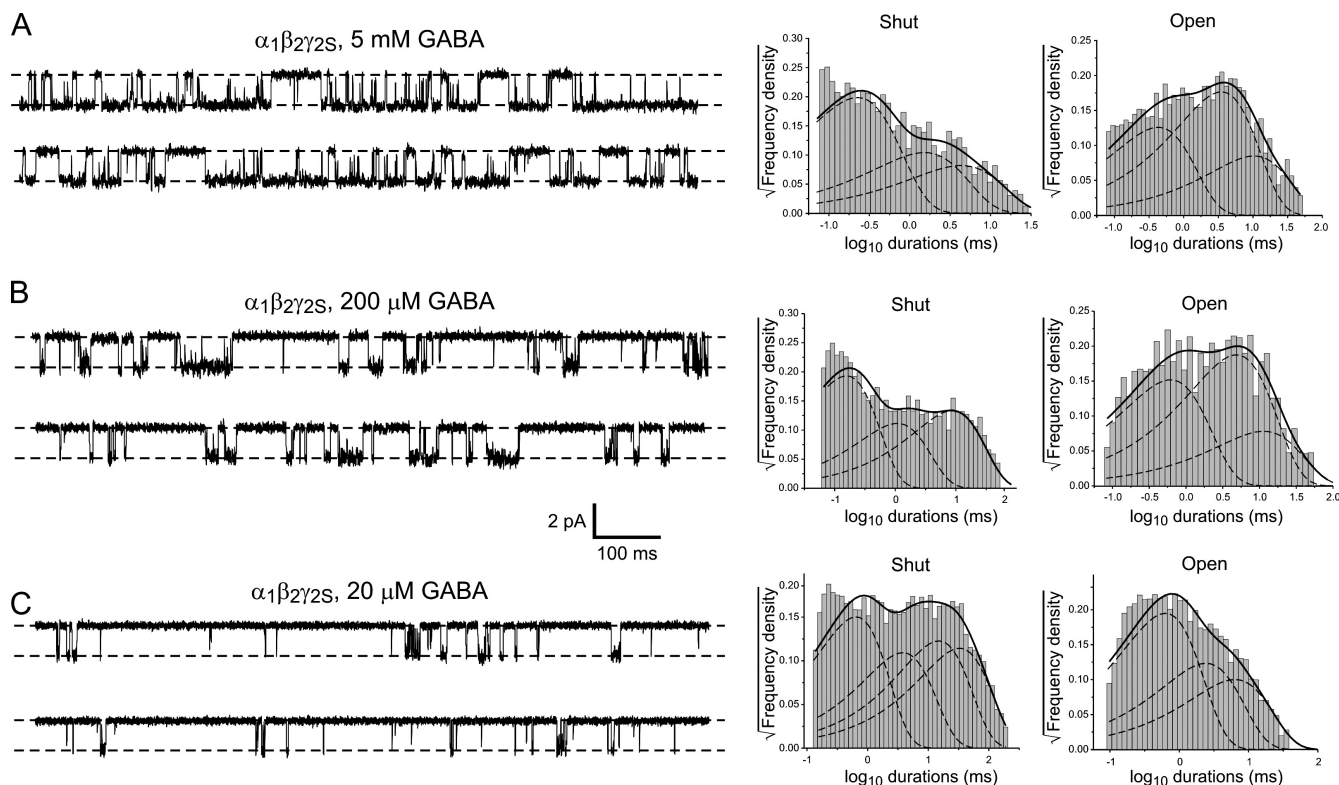 A
α1β2γ2S, 5 mM GABA
Shut
Open
√Frequency density
0.30
0.25
0.20
0.15
0.10
0.05
0.00
-1.0 -0.5 0.0 0.5 1.0 1.5
log10 durations (ms)
√Frequency density
0.25
0.20
0.15
0.10
0.05
0.00
-1.0 -0.5 0.0 0.5 1.0 1.5 2.0
log10 durations (ms)
B
α1β2γ2S, 200 μM GABA
Shut
Open
√Frequency density
0.30
0.25
0.20
0.15
0.10
0.05
0.00
-1 0 1 2
log10 durations (ms)
√Frequency density
0.25
0.20
0.15
0.10
0.05
0.00
-1.0 -0.5 0.0 0.5 1.0 1.5 2.0
log10 durations (ms)
2 pA
100 ms
C
α1β2γ2S, 20 μM GABA
Shut
Open
√Frequency density
0.20
0.15
0.10
0.05
0.00
-1 0 1 2
log10 durations (ms)
√Frequency density
0.20
0.15
0.10
0.05
0.00
-1 0 1 2
log10 durations (ms)